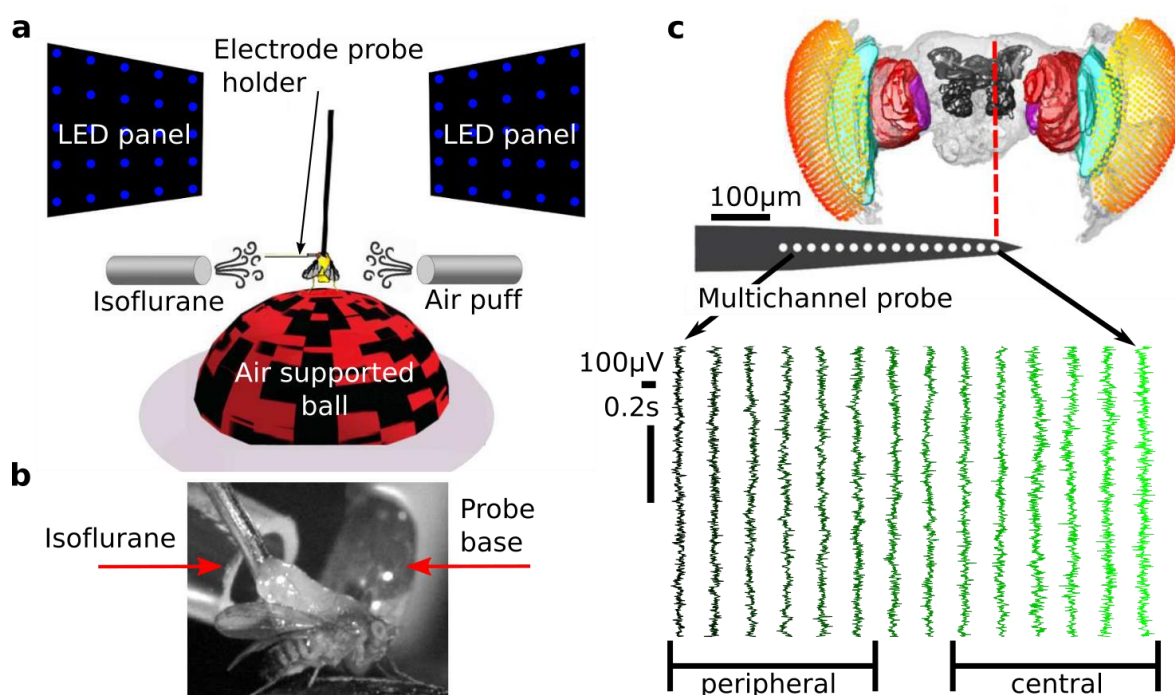 a
Electrode probe
holder
LED panel
LED panel
Isoflurane
Air puff
Air supported
ball
b
Isoflurane
Probe
base
c
100μm
Multichannel probe
100μV
0.2s
peripheral
central